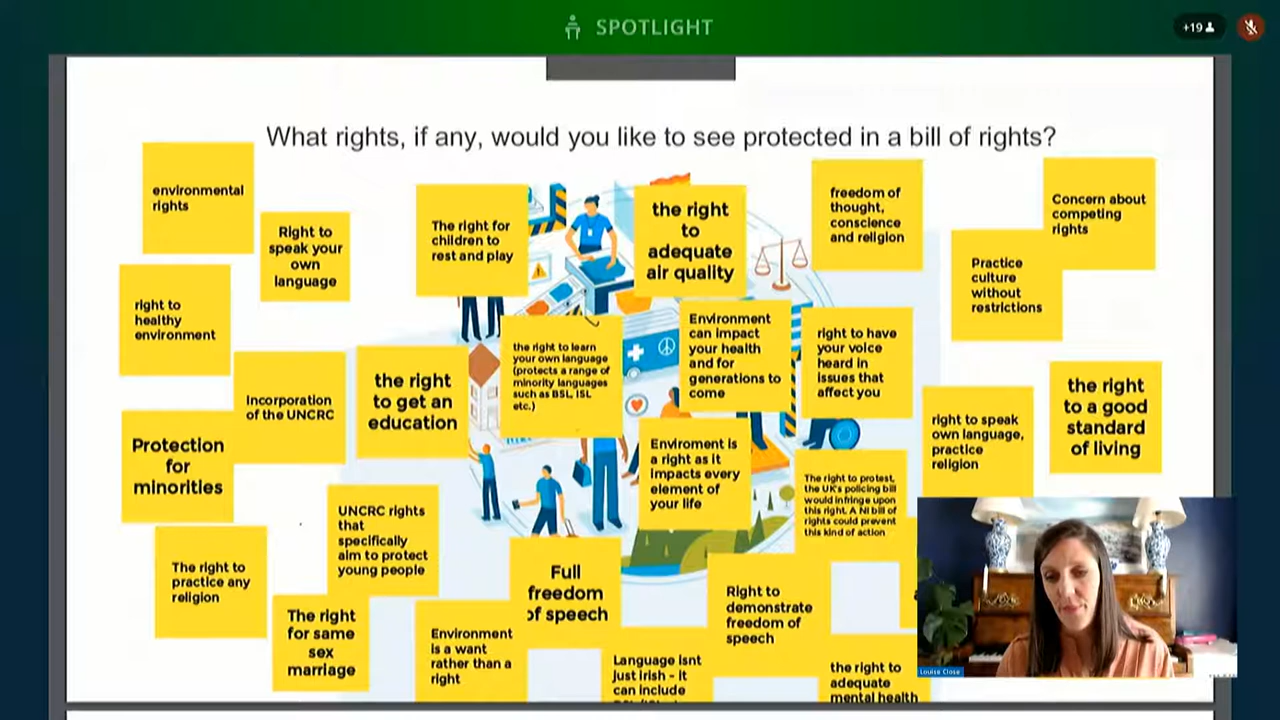 SPOTLIGHT
+19
What rights, if any, would you like to see protected in a bill of rights?
environmental
rights
Right to
speak your
own
language
The right for
children to
rest and play
the right
to
adequate
air quality
freedom of
thought,
conscience
and religion
Concern about
competing
rights
Practice
culture
without
restrictions
right to
healthy
environment
Incorporation
of the UNCRC
the right
to get an
education
the right to learn
your own language
(protects a range of
minority languages
such as BSL, ISL
etc.)
Environment
can impact
your health
and for
generations to
come
right to have
your voice
heard in
issues that
affect you
right to speak
own language,
practice
religion
the right
to a good
standard
of living
Protection
for
minorities
UNCRC rights
that
specifically
aim to protect
young people
Enviroment is
a right as it
impacts every
element of
your life
The right to protest,
the UK's policing bill
would infringe upon
this right. A NI bill of
rights could prevent
this kind of action
The right to
practice any
religion
The right
for same
sex
marriage
Environment
is a want
rather than a
right
Full
freedom
of speech
Language isnt
just irish - it
can include
Right to
demonstrate
freedom of
speech
the right to
adequate
mental health
Louise Close